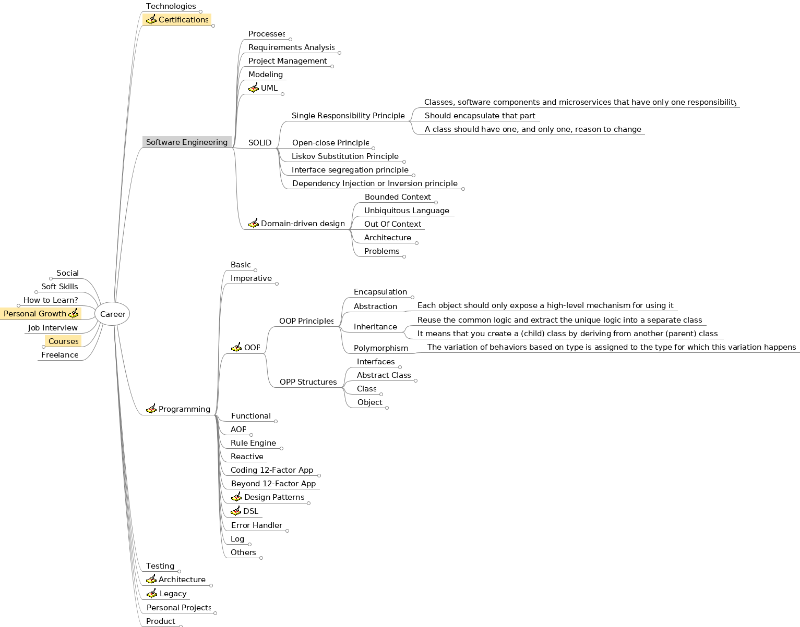 Technologies
Certifications
Processes
Requirements Analysis
Project Management
Modeling
UML
Software Engineering
SOLID
Single Responsibility Principle
Classes, software components and microservices that have only one responsibility
Should encapsulate that part
A class should have one, and only one, reason to change
Open-close Principle
Liskov Substitution Principle
Interface segregation principle
Dependency Injection or Inversion principle
Domain-driven design
Bounded Context
Unbiquitous Language
Out Of Context
Architecture
Problems
Social
Soft Skills
How to Learn?
Personal Growth
Job Interview
Courses
Freelance
Career
Programming
Basic
Imperative
OOP
OOP Principles
Encapsulation
Abstraction
Each object should only expose a high-level mechanism for using it
Inheritance
Reuse the common logic and extract the unique logic into a separate class
It means that you create a (child) class by deriving from another (parent) class
Polymorphism
The variation of behaviors based on type is assigned to the type for which this variation happens
OPP Structures
Interfaces
Abstract Class
Class
Object
Functional
AOP
Rule Engine
Reactive
Coding 12-Factor App
Beyond 12-Factor App
Design Patterns
DSL
Error Handler
Log
Others
Testing
Architecture
Legacy
Personal Projects
Product